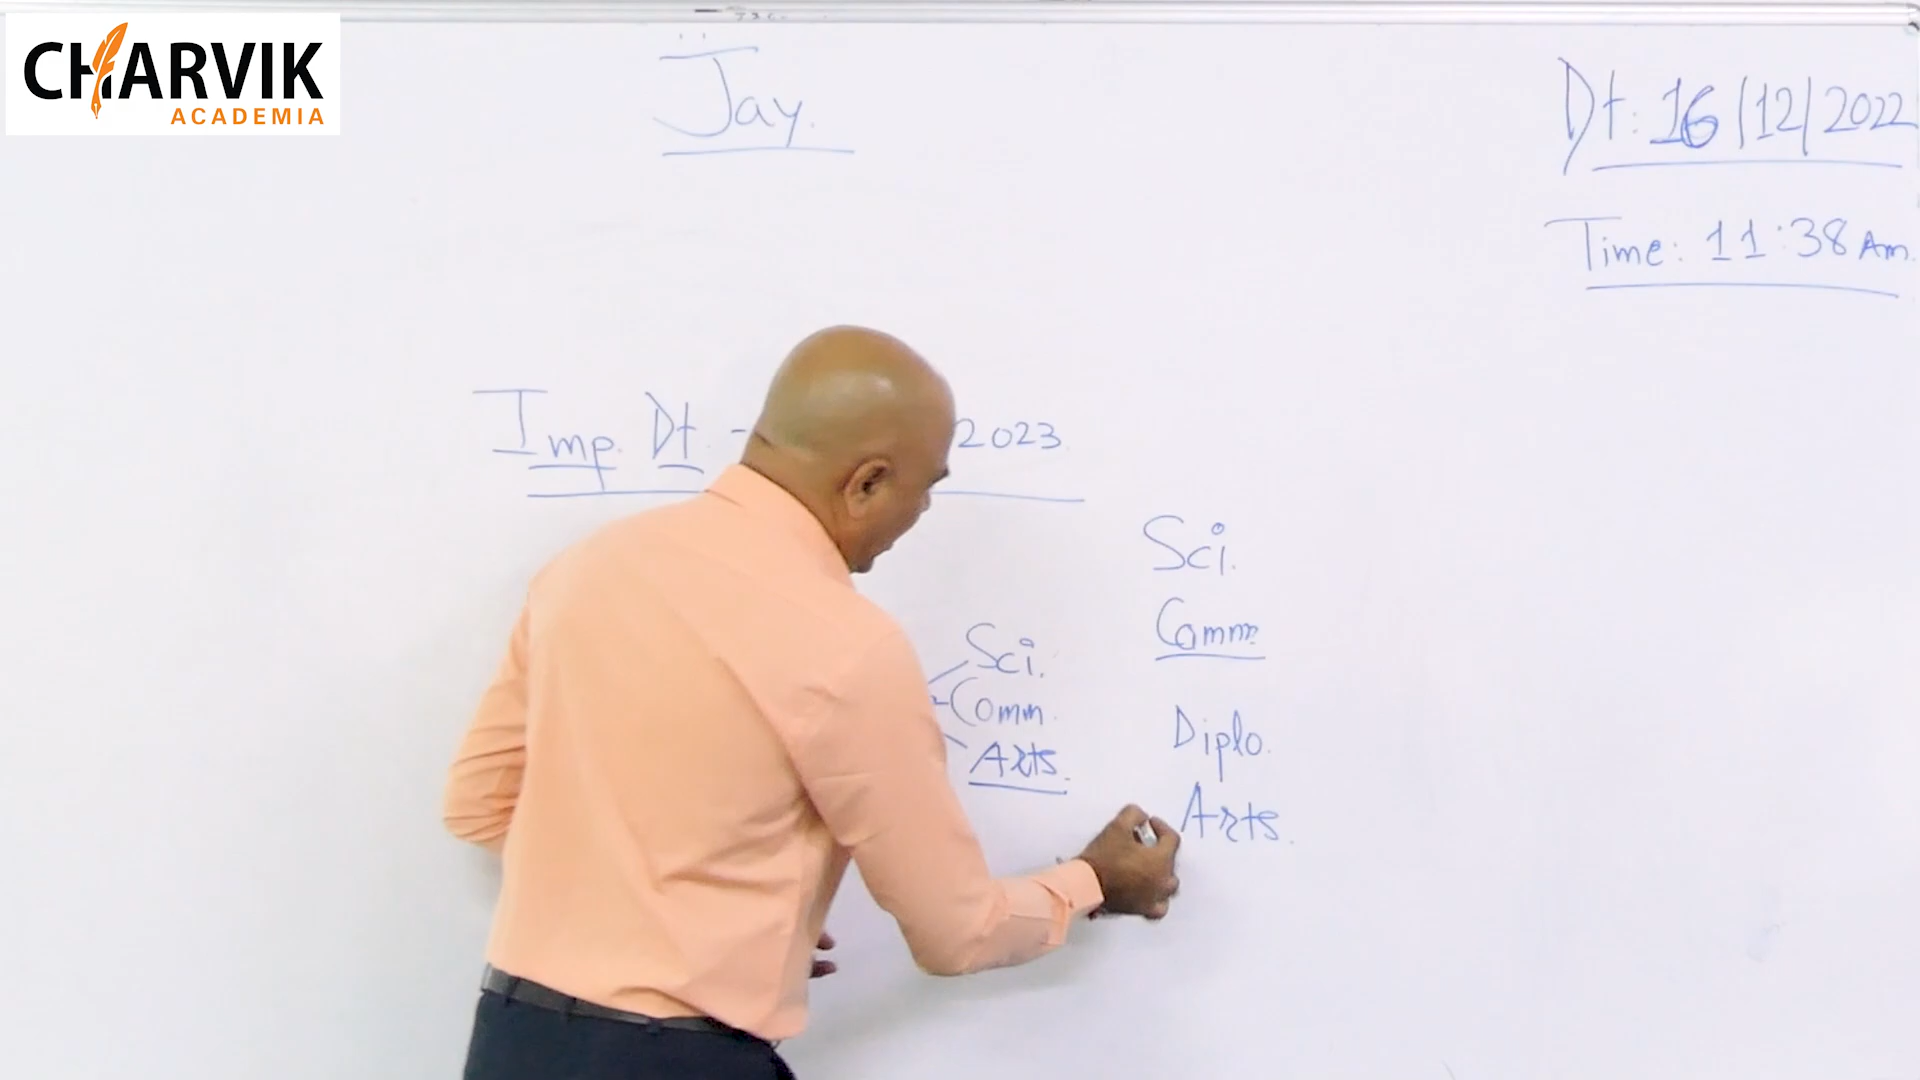 CHARVIK
ACADEMIA
Jay.
Dt: 16/12/2022
Time: 11:38 Am.
Imp. Dt. - 2023.
Sci.
Comm.
Arts.
Sci.
Comm.
Diplo.
Arts.